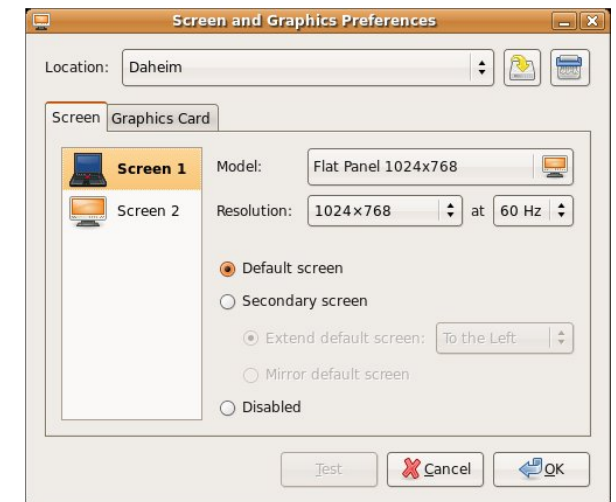 Screen and Graphics Preferences
Location: Daheim
Screen Graphics Card
Screen 1
Screen 2
Model: Flat Panel 1024x768
Resolution: 1024×768 at 60 Hz
Default screen
Secondary screen
Extend default screen: To the Left
Mirror default screen
Disabled
Test Cancel OK